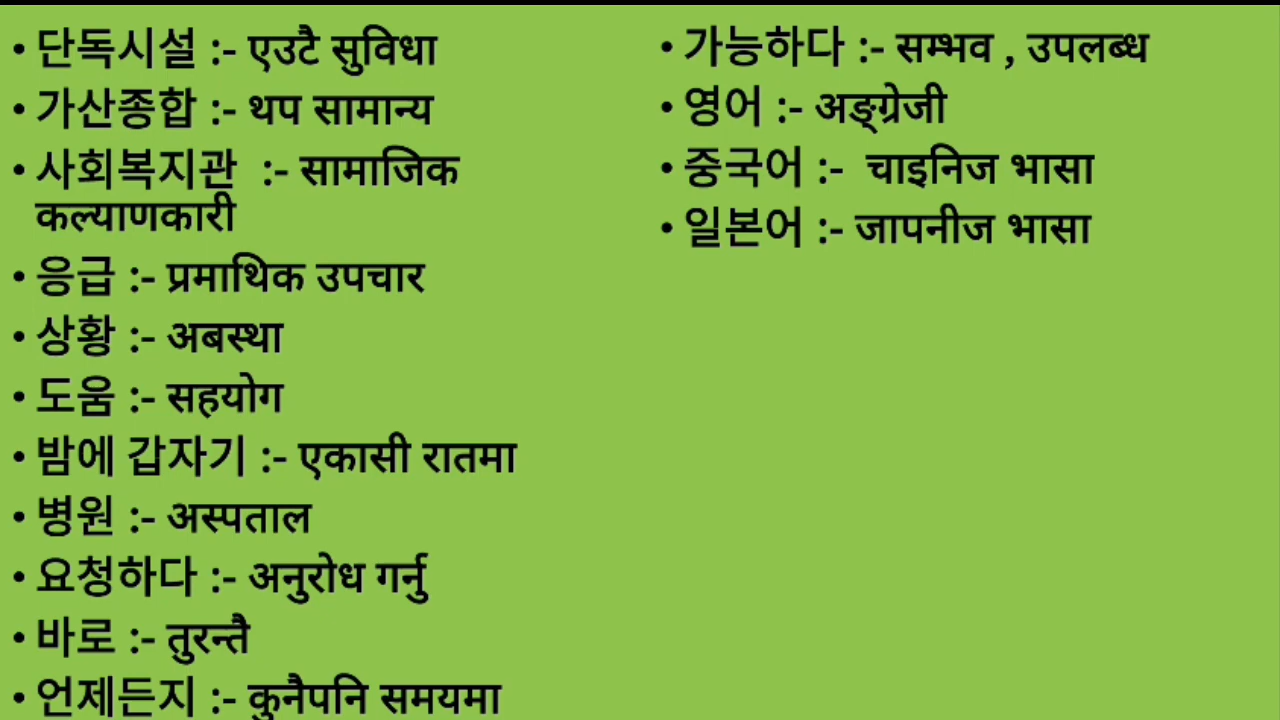 • 단독시설 :- एउटै सुविधा
• 가산종합 :- थप सामान्य
• 사회복지관 :- सामाजिक
कल्याणकारी
• 응급 :- प्रमाथिक उपचार
• 상황 :- अबस्था
• 도움 :- सहयोग
• 밤에 갑자기 :- एकासी रातमा
• 병원 :- अस्पताल
• 요청하다 :- अनुरोध गर्नु
• 바로 :- तुरन्तै
• 언제든지 :- कुनैपनि समयमा
• 가능하다 :- सम्भव , उपलब्ध
• 영어 :- अङ्ग्रेजी
• 중국어 :- चाइनिज भासा
• 일본어 :- जापनीज भासा